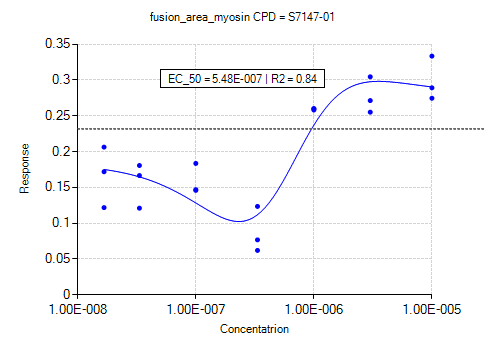 fusion_area_myosin CPD = S7147-01
0.35
0.3
0.25
0.2
0.15
0.1
0.05
0
EC_50 = 5.48E-007 | R2 = 0.84
Response
1.00E-008 1.00E-007 1.00E-006 1.00E-005
Concentatrion